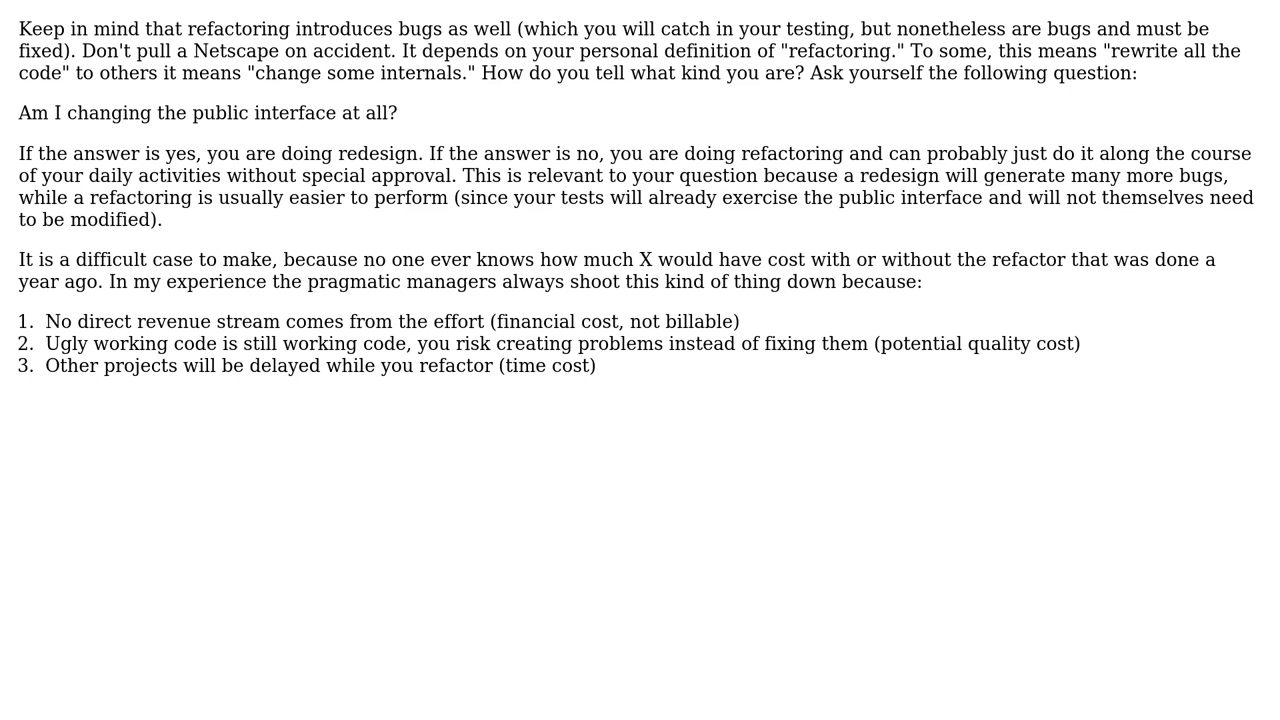 Keep in mind that refactoring introduces bugs as well (which you will catch in your testing, but nonetheless are bugs and must be
fixed). Don't pull a Netscape on accident. It depends on your personal definition of "refactoring." To some, this means "rewrite all the
code" to others it means "change some internals." How do you tell what kind you are? Ask yourself the following question:
Am I changing the public interface at all?
If the answer is yes, you are doing redesign. If the answer is no, you are doing refactoring and can probably just do it along the course
of your daily activities without special approval. This is relevant to your question because a redesign will generate many more bugs,
while a refactoring is usually easier to perform (since your tests will already exercise the public interface and will not themselves need
to be modified).
It is a difficult case to make, because no one ever knows how much X would have cost with or without the refactor that was done a
year ago. In my experience the pragmatic managers always shoot this kind of thing down because:
1. No direct revenue stream comes from the effort (financial cost, not billable)
2. Ugly working code is still working code, you risk creating problems instead of fixing them (potential quality cost)
3. Other projects will be delayed while you refactor (time cost)